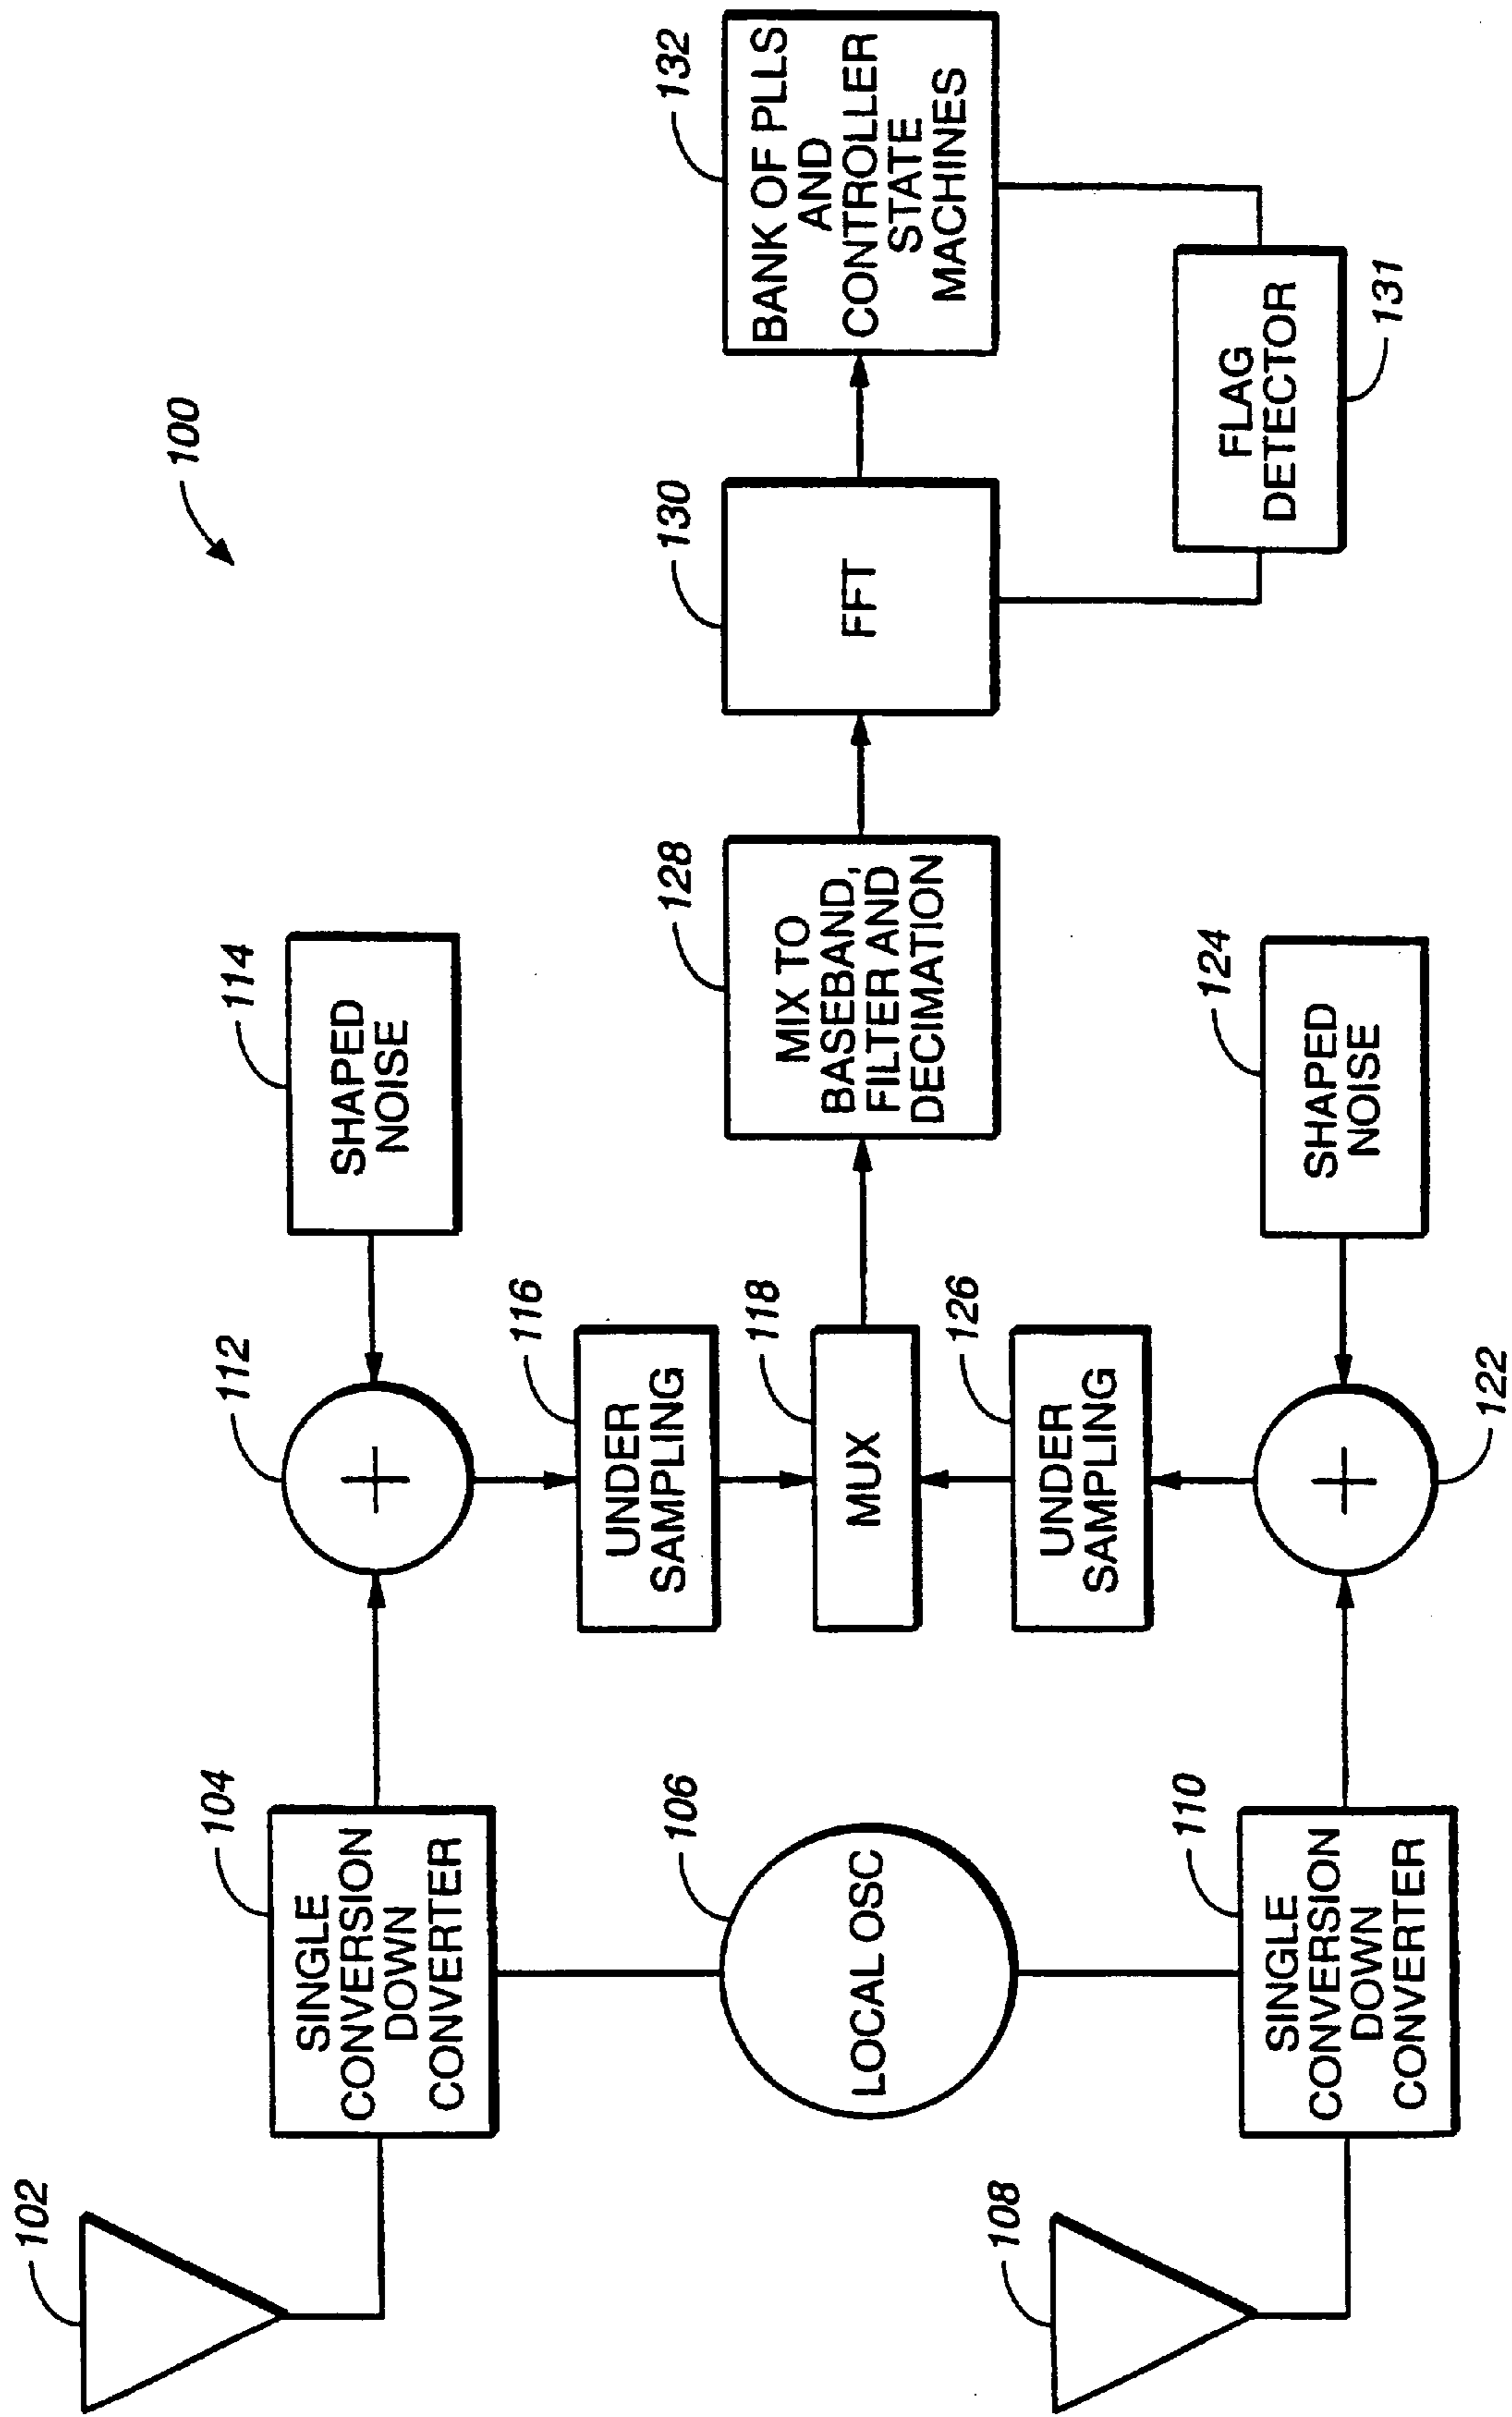 100
102
SINGLE
CONVERSION
DOWN
CONVERTER
104
112
SHAPED
NOISE
114
UNDER
SAMPLING
116
LOCAL OSC
106
MUX
118
MIX TO
BASEBAND,
FILTER AND
DECIMATION
128
FFT
130
BANK OF PLLS
AND
CONTROLLER
STATE
MACHINES
132
UNDER
SAMPLING
126
FLAG
DETECTOR
131
108
SINGLE
CONVERSION
DOWN
CONVERTER
110
122
SHAPED
NOISE
124